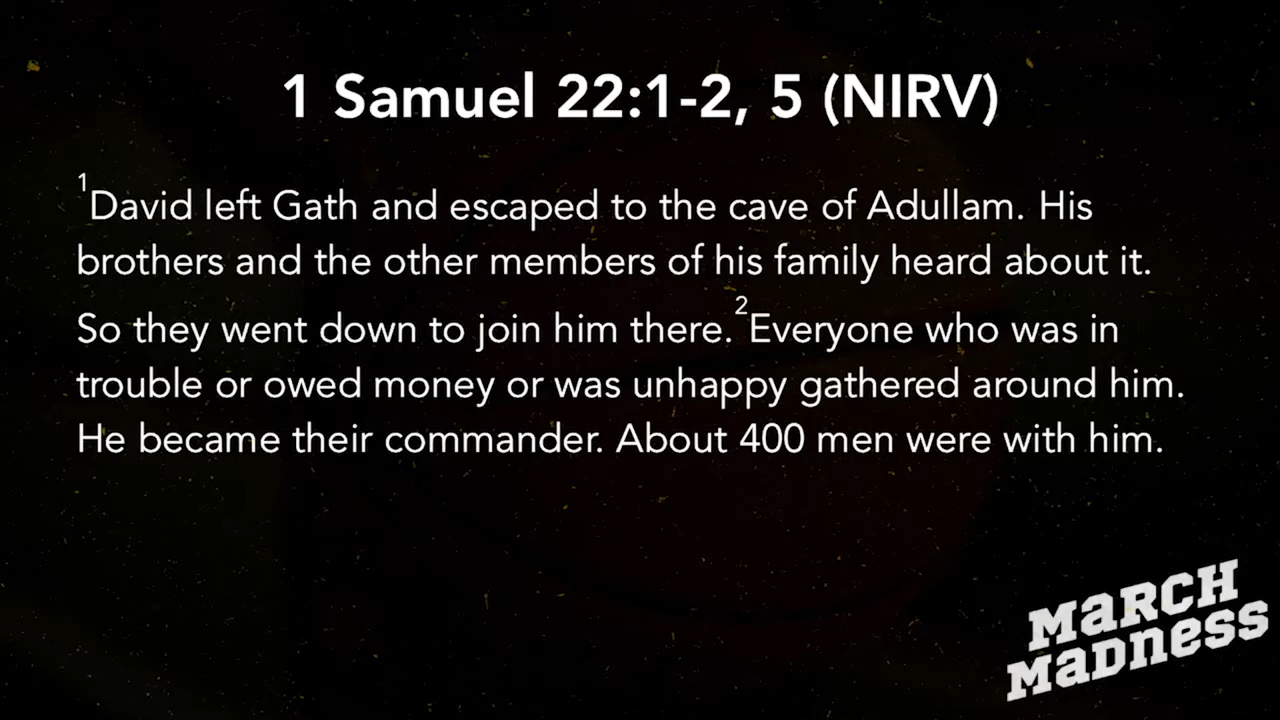 1 Samuel 22:1-2, 5 (NIRV)
¹David left Gath and escaped to the cave of Adullam. His
brothers and the other members of his family heard about it.
So they went down to join him there. ²Everyone who was in
trouble or owed money or was unhappy gathered around him.
He became their commander. About 400 men were with him.
MaRCH
MaDness